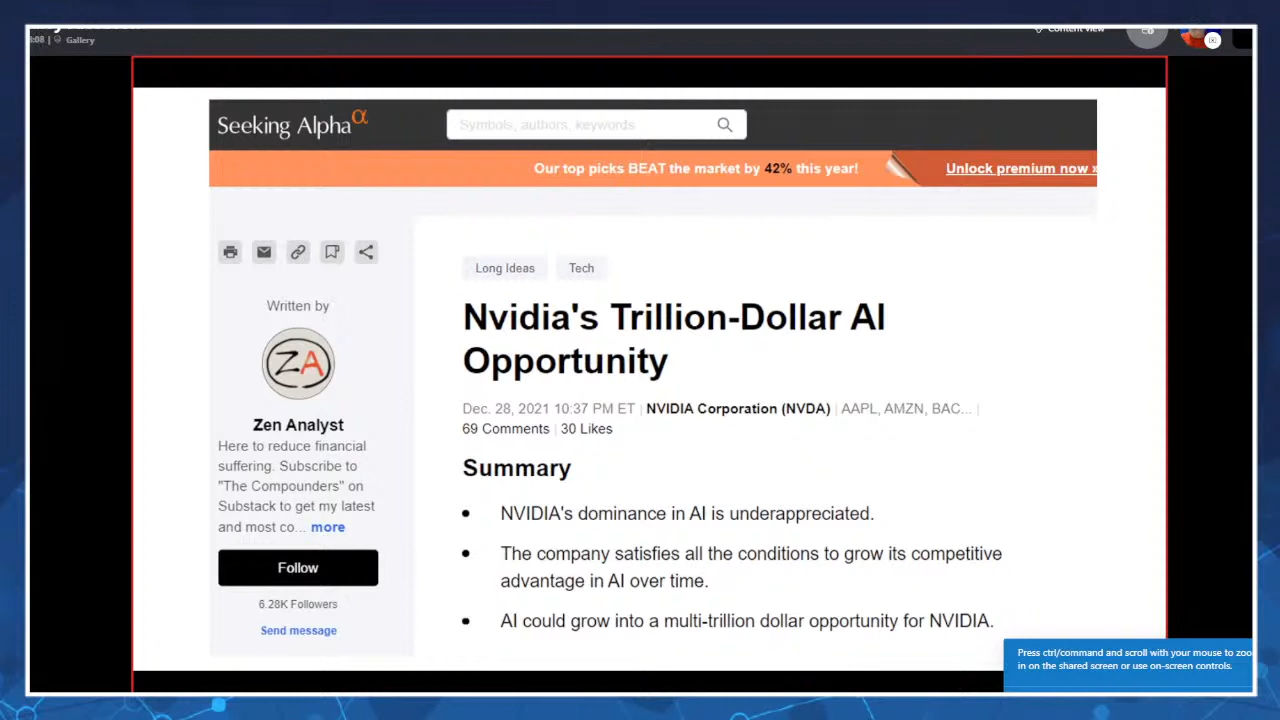 8:08 | Gallery
Content view
Seeking Alpha α
Symbols, authors, keywords
Our top picks BEAT the market by 42% this year!
Unlock premium now »
Long Ideas
Tech
Written by
ZA
Zen Analyst
Here to reduce financial
suffering. Subscribe to
"The Compounders" on
Substack to get my latest
and most co... more
Follow
6.28K Followers
Send message
Nvidia's Trillion-Dollar AI
Opportunity
Dec. 28, 2021 10:37 PM ET | NVIDIA Corporation (NVDA) | AAPL, AMZN, BAC... |
69 Comments | 30 Likes
Summary
• NVIDIA's dominance in AI is underappreciated.
• The company satisfies all the conditions to grow its competitive
advantage in AI over time.
• AI could grow into a multi-trillion dollar opportunity for NVIDIA.
Press ctrl/command and scroll with your mouse to zoo
in on the shared screen or use on-screen controls.